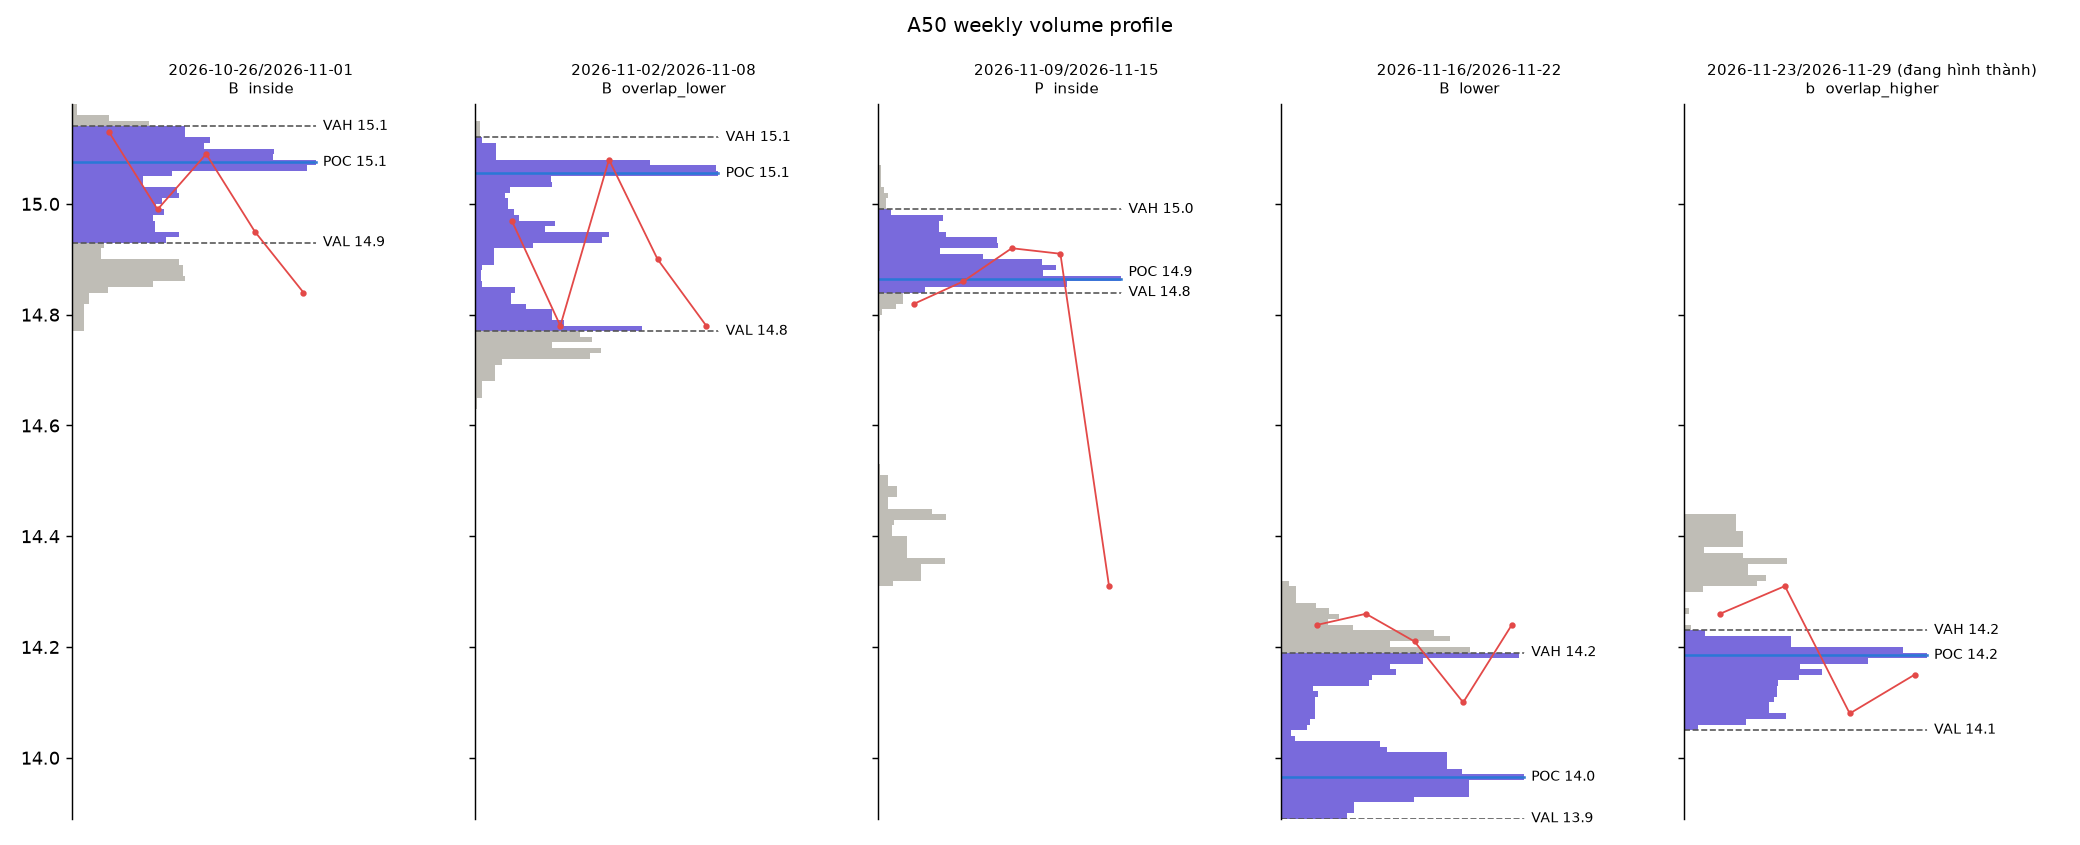 A50 weekly volume profile
2026-10-26/2026-11-01
B  inside
2026-11-02/2026-11-08
B  overlap_lower
2026-11-09/2026-11-15
P  inside
2026-11-16/2026-11-22
B  lower
2026-11-23/2026-11-29 (đang hình thành)
b  overlap_higher
15.0
14.8
14.6
14.4
14.2
14.0
VAH 15.1
POC 15.1
VAL 14.9
VAH 15.1
POC 15.1
VAL 14.8
VAH 15.0
POC 14.9
VAL 14.8
VAH 14.2
POC 14.0
VAL 13.9
VAH 14.2
POC 14.2
VAL 14.1